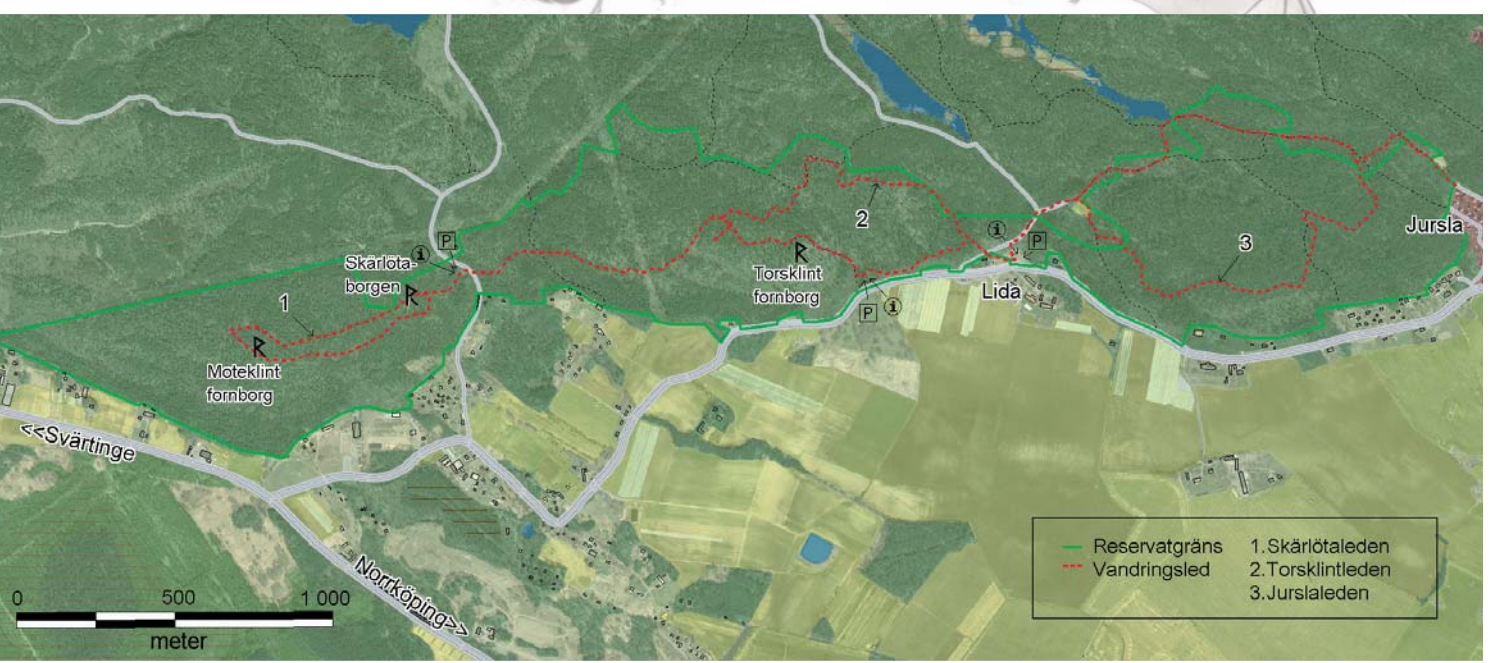 P
i
Skärlöta-
borgen
R
1
R
Moteklint
fornborg
2
R
Torsklint
fornborg
P
i
i
P
Lida
3
Jursla
<<Svärtinge
Norrköping>>
0 500 1 000
meter
Reservatgräns
Vandringsled
1.Skärlötaleden
2.Torsklintleden
3.Jurslaleden